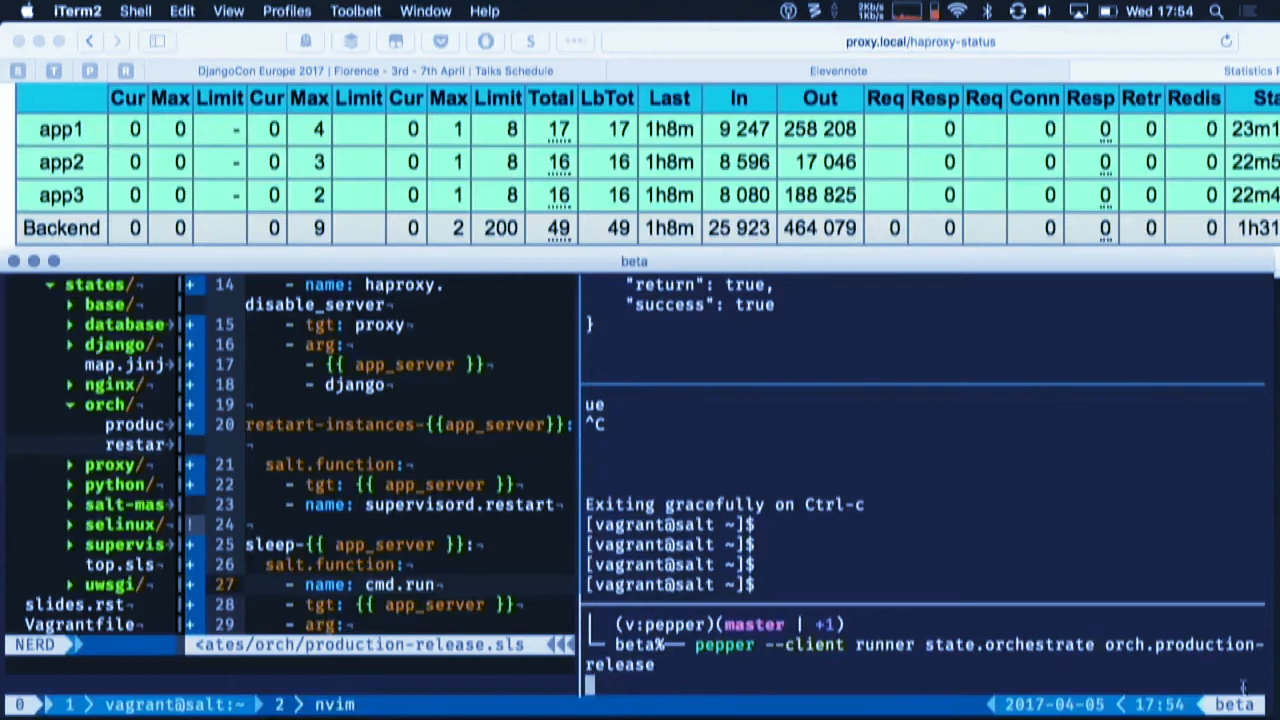 iTerm2 Shell Edit View Profiles Toolbelt Window Help 2Kb/s 1Kb/s Wed 17:54
S proxy.local/haproxy-status
DjangoCon Europe 2017 | Florence - 3rd - 7th April | Talks Schedule Elevennote Statistics R
Cur Max Limit Cur Max Limit Cur Max Limit Total LbTot Last In Out Req Resp Req Conn Resp Retr Redis Sta
app1 0 0 - 0 4 0 1 8 17 17 1h8m 9 247 258 208 0 0 0 0 0 23m1
app2 0 0 - 0 3 0 1 8 16 16 1h8m 8 596 17 046 0 0 0 0 0 22m5
app3 0 0 - 0 2 0 1 8 16 16 1h8m 8 080 188 825 0 0 0 0 0 22m4
Backend 0 0 0 9 0 2 200 49 49 1h8m 25 923 464 079 0 0 0 0 0 0 1h31
beta
▾ states/¬
▸ base/¬
▸ database→
▸ django/¬
map.jinj→
▸ nginx/¬
▾ orch/¬
produc→
restar→
▸ proxy/¬
▸ python/¬
▸ salt-mas→
▸ selinux/¬
▸ supervis→
top.sls¬
▸ uwsgi/¬
slides.rst¬
Vagrantfile¬
NERD
14 - name: haproxy.
disable_server¬
15 - tgt: proxy¬
16 - arg:¬
17 - {{ app_server }}¬
18 - django¬
19 ¬
20 restart-instances-{{app_server}}:
¬
21 salt.function:¬
22 - tgt: {{ app_server }}¬
23 - name: supervisord.restart
24 ¬
25 sleep-{{ app_server }}:¬
26 salt.function:¬
27 - name: cmd.run¬
28 - tgt: {{ app_server }}¬
29 - arg:¬
<ates/orch/production-release.sls
"return": true,
"success": true
}
ue
^C
Exiting gracefully on Ctrl-c
[vagrant@salt ~]$
[vagrant@salt ~]$
[vagrant@salt ~]$
[vagrant@salt ~]$
(v:pepper)(master | +1)
beta%— pepper --client runner state.orchestrate orch.production-
release
0 1 vagrant@salt:~ 2 nvim 2017-04-05 17:54 beta